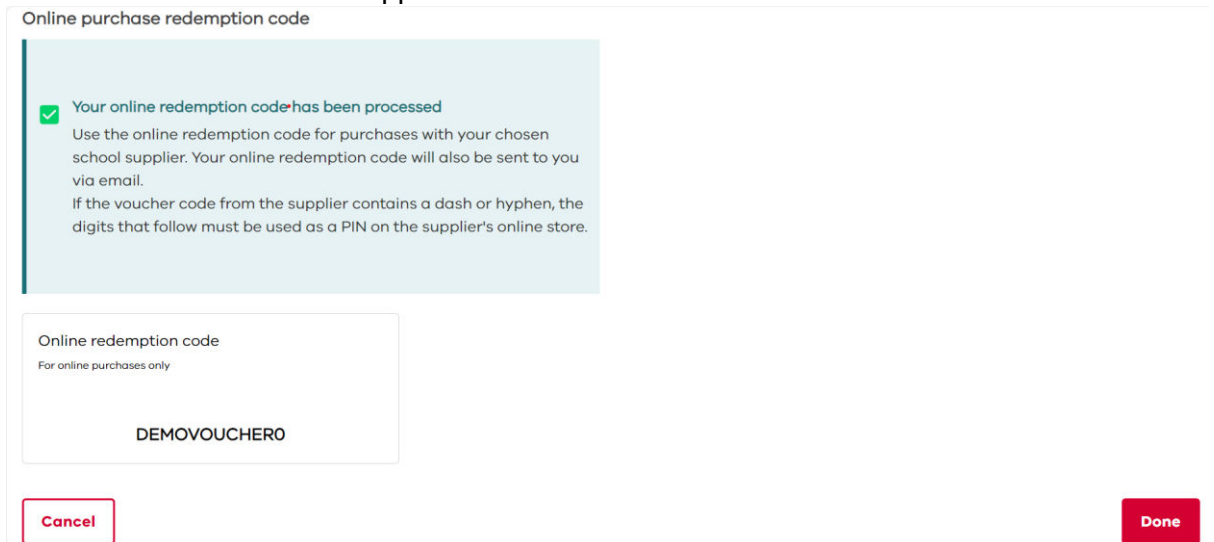 Online purchase redemption code
Your online redemption code has been processed
Use the online redemption code for purchases with your chosen
school supplier. Your online redemption code will also be sent to you
via email.
If the voucher code from the supplier contains a dash or hyphen, the
digits that follow must be used as a PIN on the supplier's online store.
Online redemption code
For online purchases only
DEMOVOUCHER0
Cancel
Done